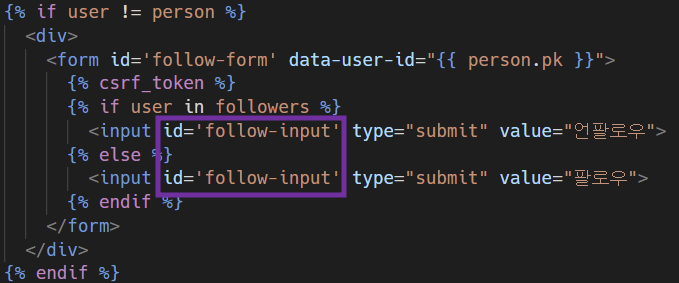 {% if user != person %}
<div>
<form id='follow-form' data-user-id="{{ person.pk }}">
{% csrf_token %}
{% if user in followers %}
<input id='follow-input' type="submit" value="언팔로우">
{% else %}
<input id='follow-input' type="submit" value="팔로우">
{% endif %}
</form>
</div>
{% endif %}